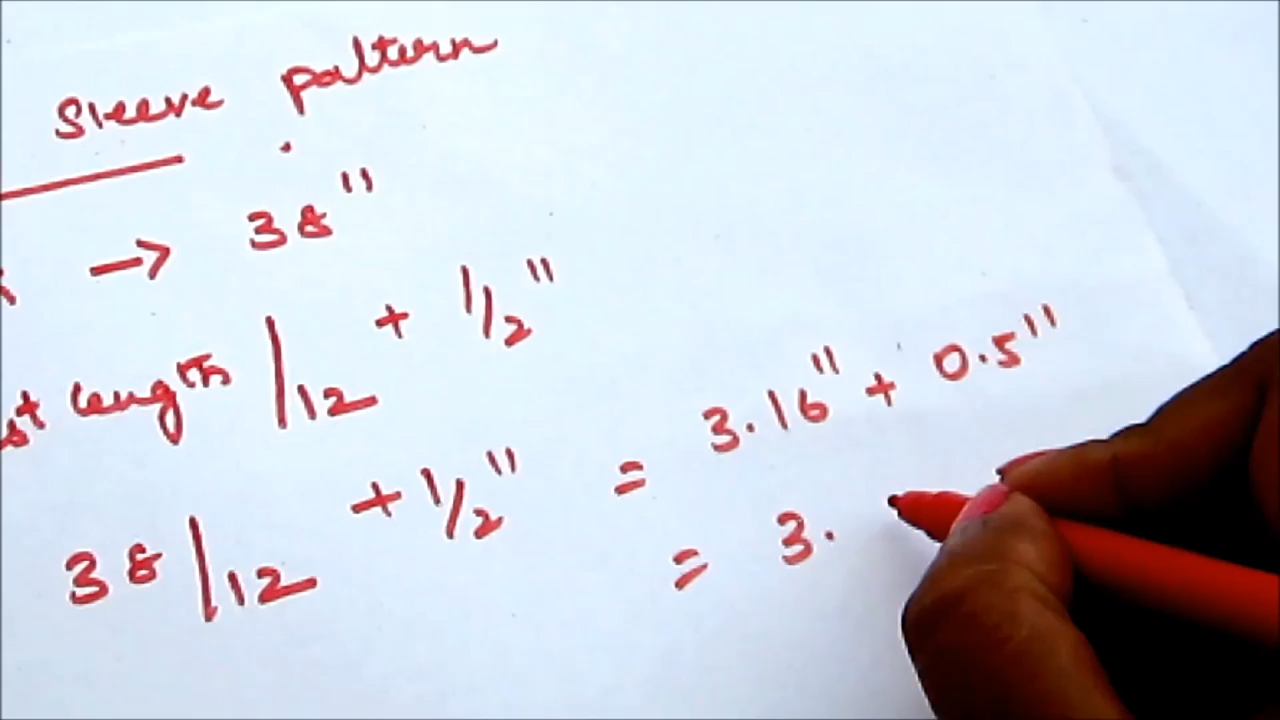 Sleeve pattern
→ 38"
length / 12 + 1/2"
38 / 12 + 1/2" = 3.16" + 0.5"
= 3.